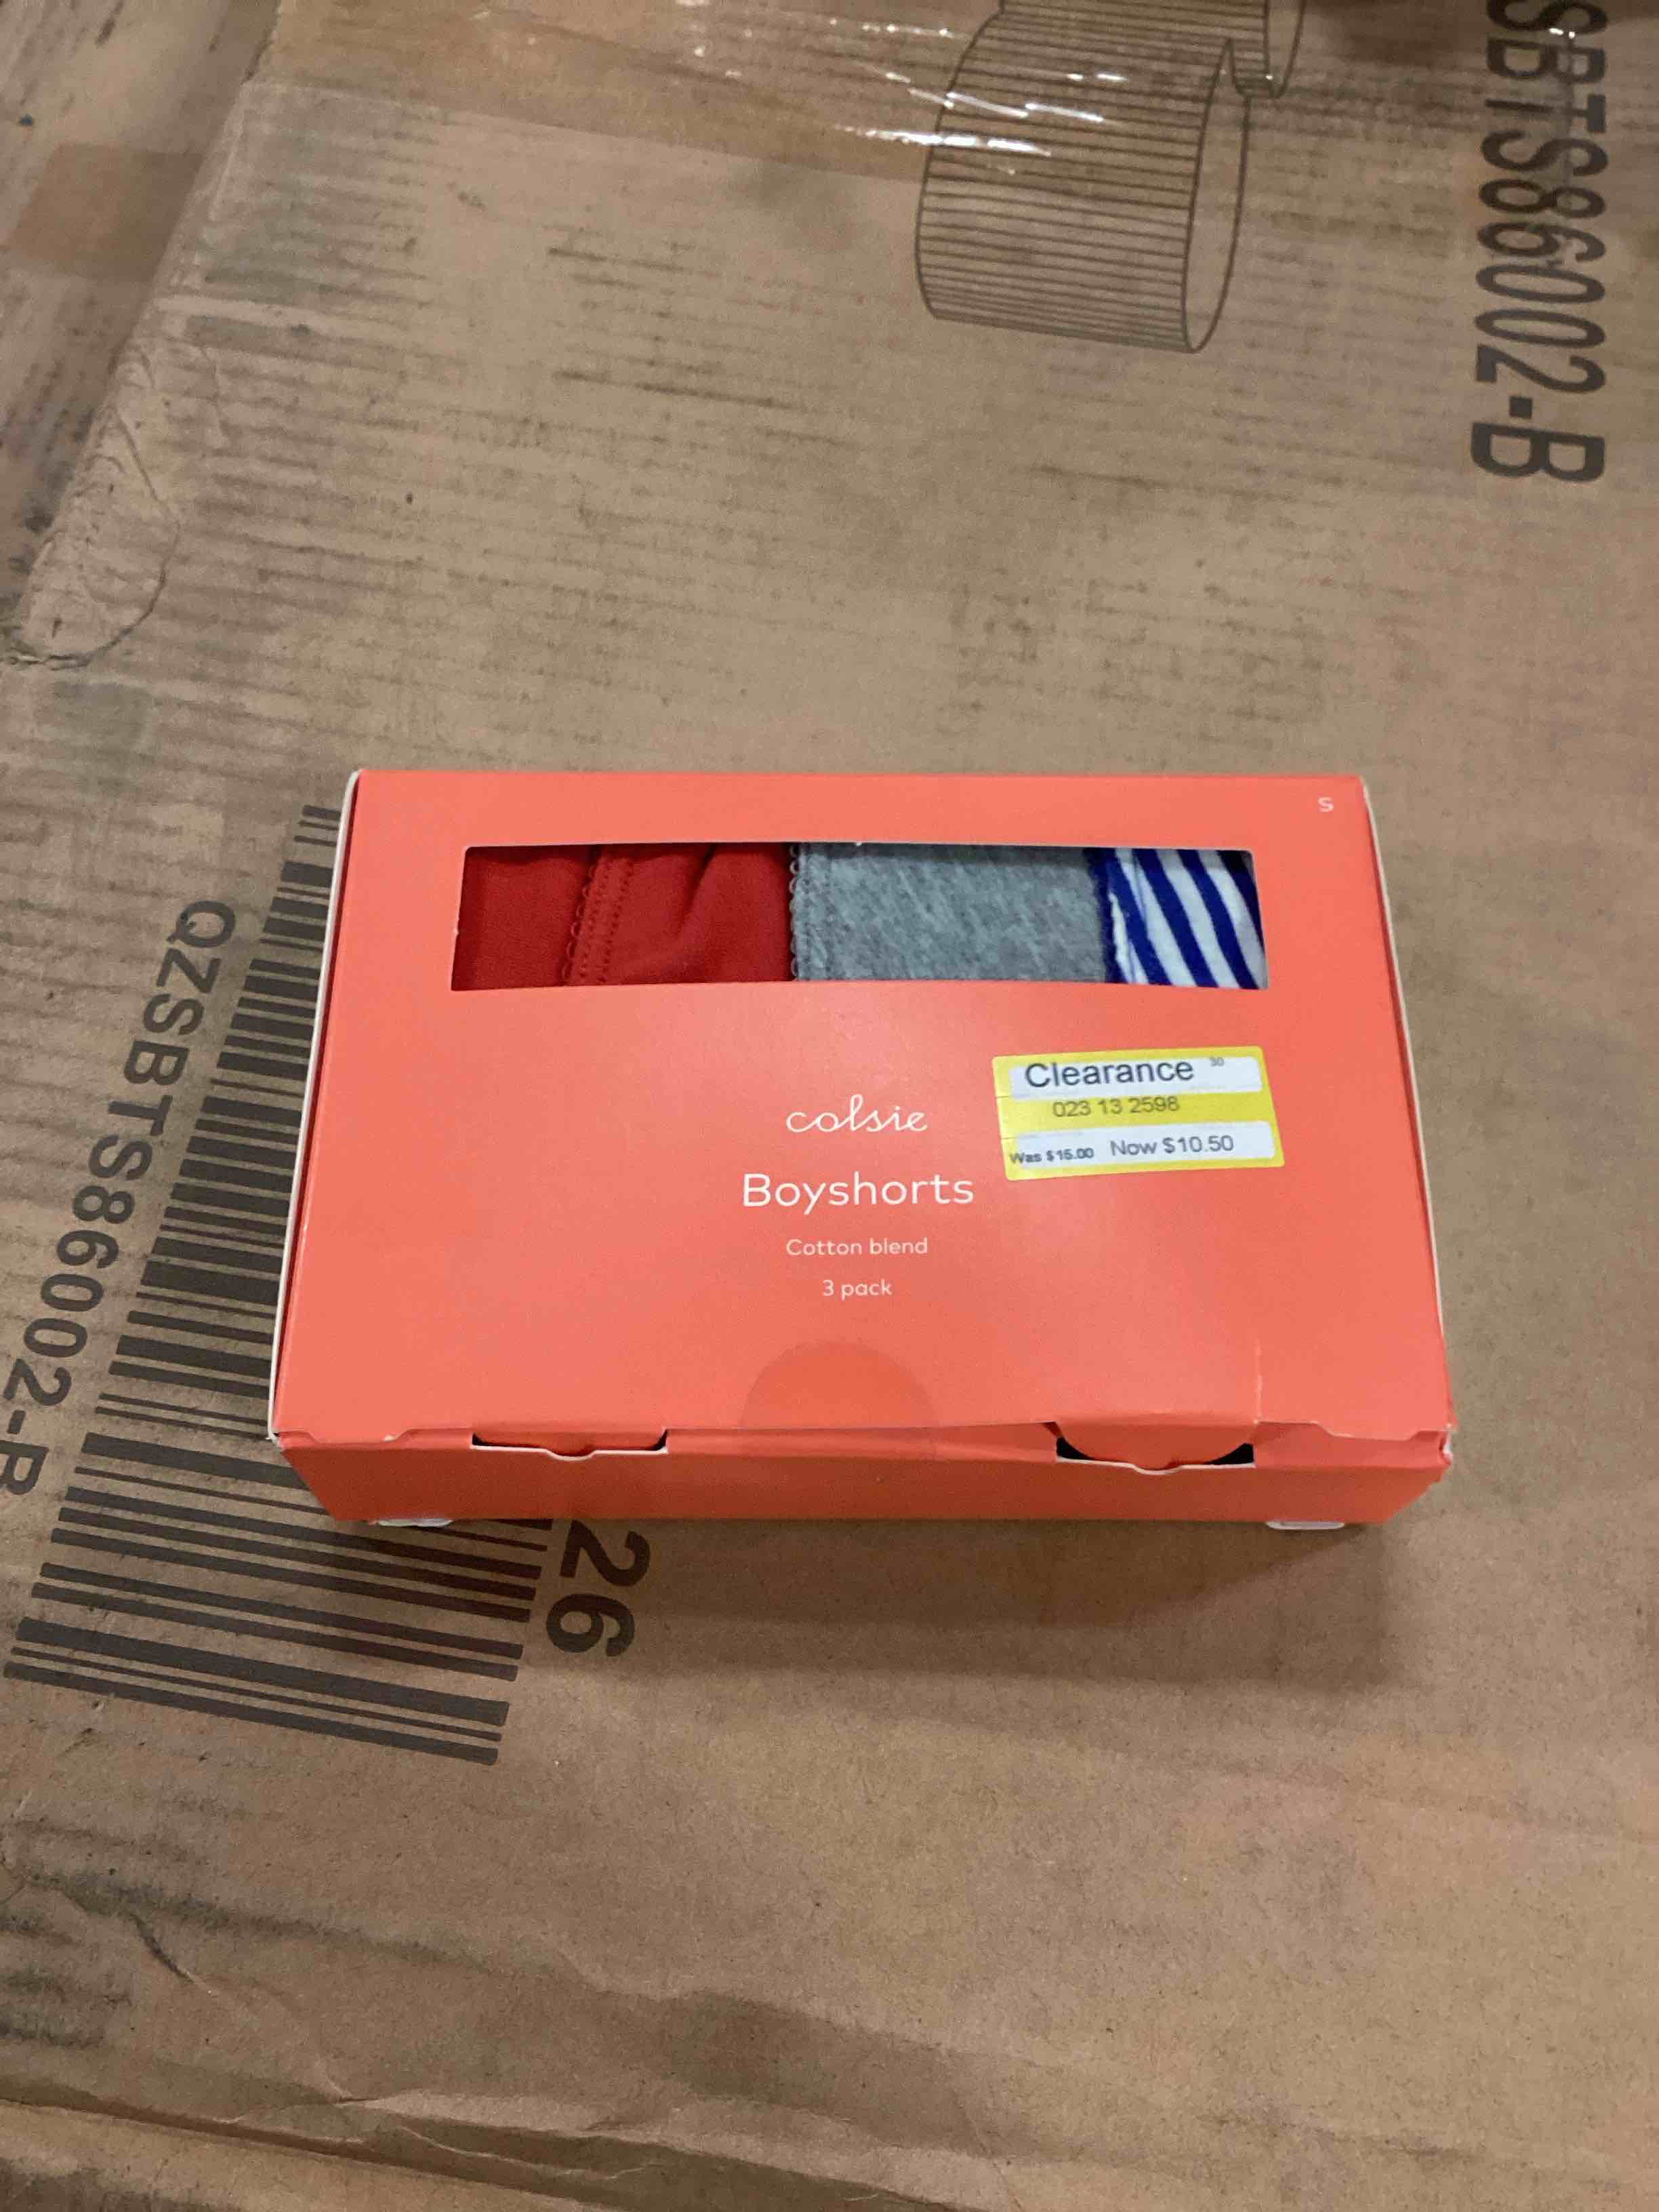 SBTS86002-B
S
Clearance 30
023 13 2598
Was $15.00 Now $10.50
colsie
Boyshorts
Cotton blend
3 pack
QZSBTS86002-B
26